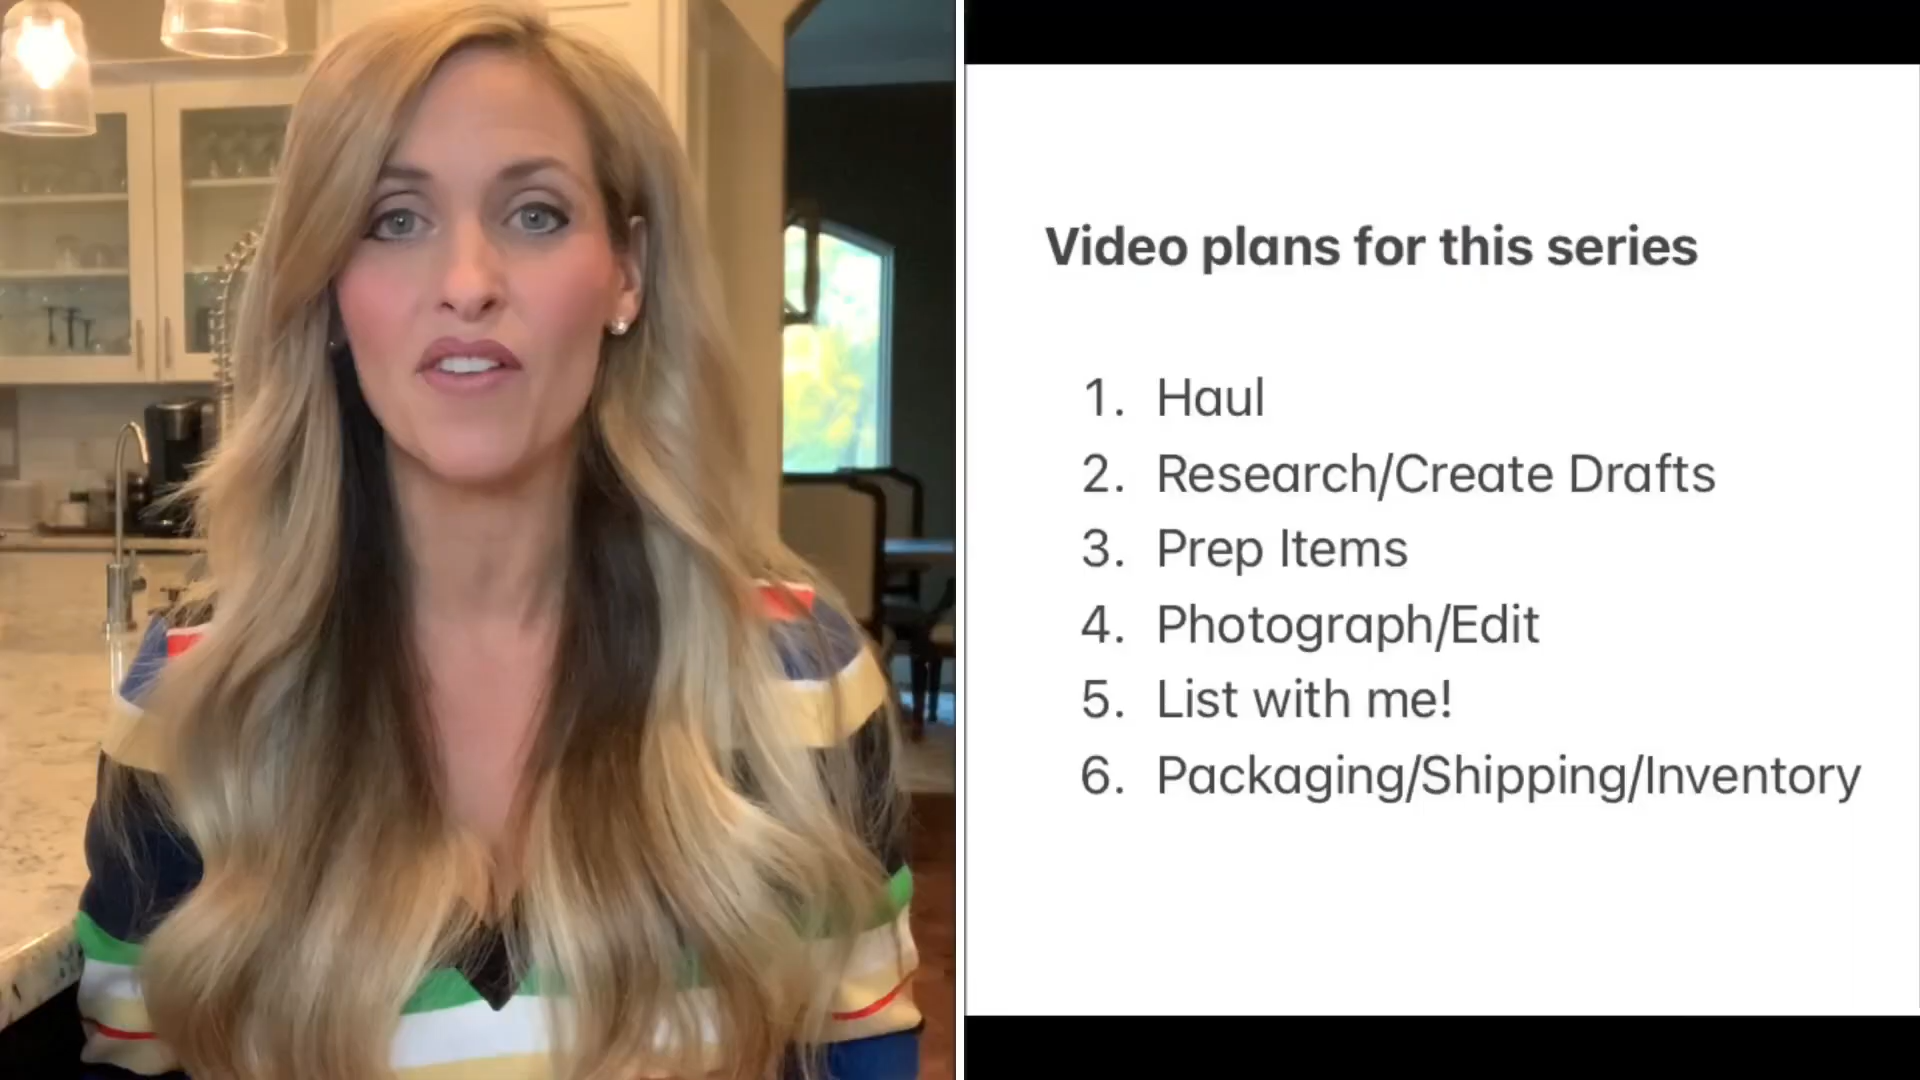 Video plans for this series
1. Haul
2. Research/Create Drafts
3. Prep Items
4. Photograph/Edit
5. List with me!
6. Packaging/Shipping/Inventory